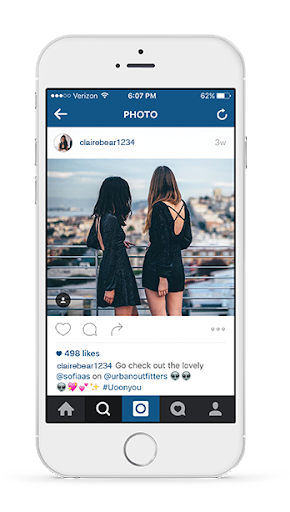 Verizon 6:07 PM 62%
PHOTO
clairebear1234 3w
498 likes
clairebear1234 Go check out the lovely
@sofiaas on @urbanoutfitters 👽👽
👽💖💕✨ #Uoonyou